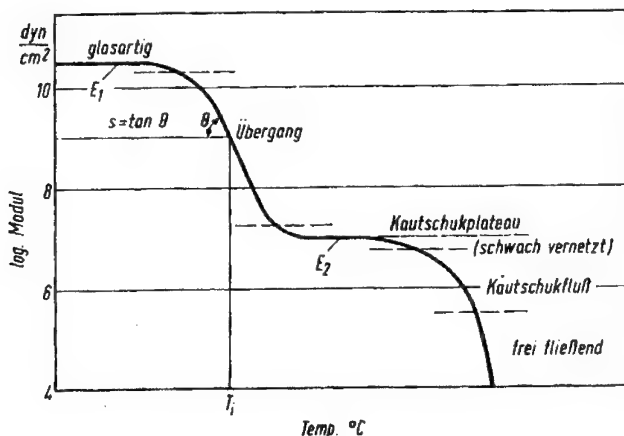 dyn
cm2
glasartig
10
E1
s=tan θ
θ
Übergang
8
log. Modul
Kautschukplateau
(schwach vernetzt)
E2
6
Kautschukfluß
frei fließend
4
Ti
Temp. °C